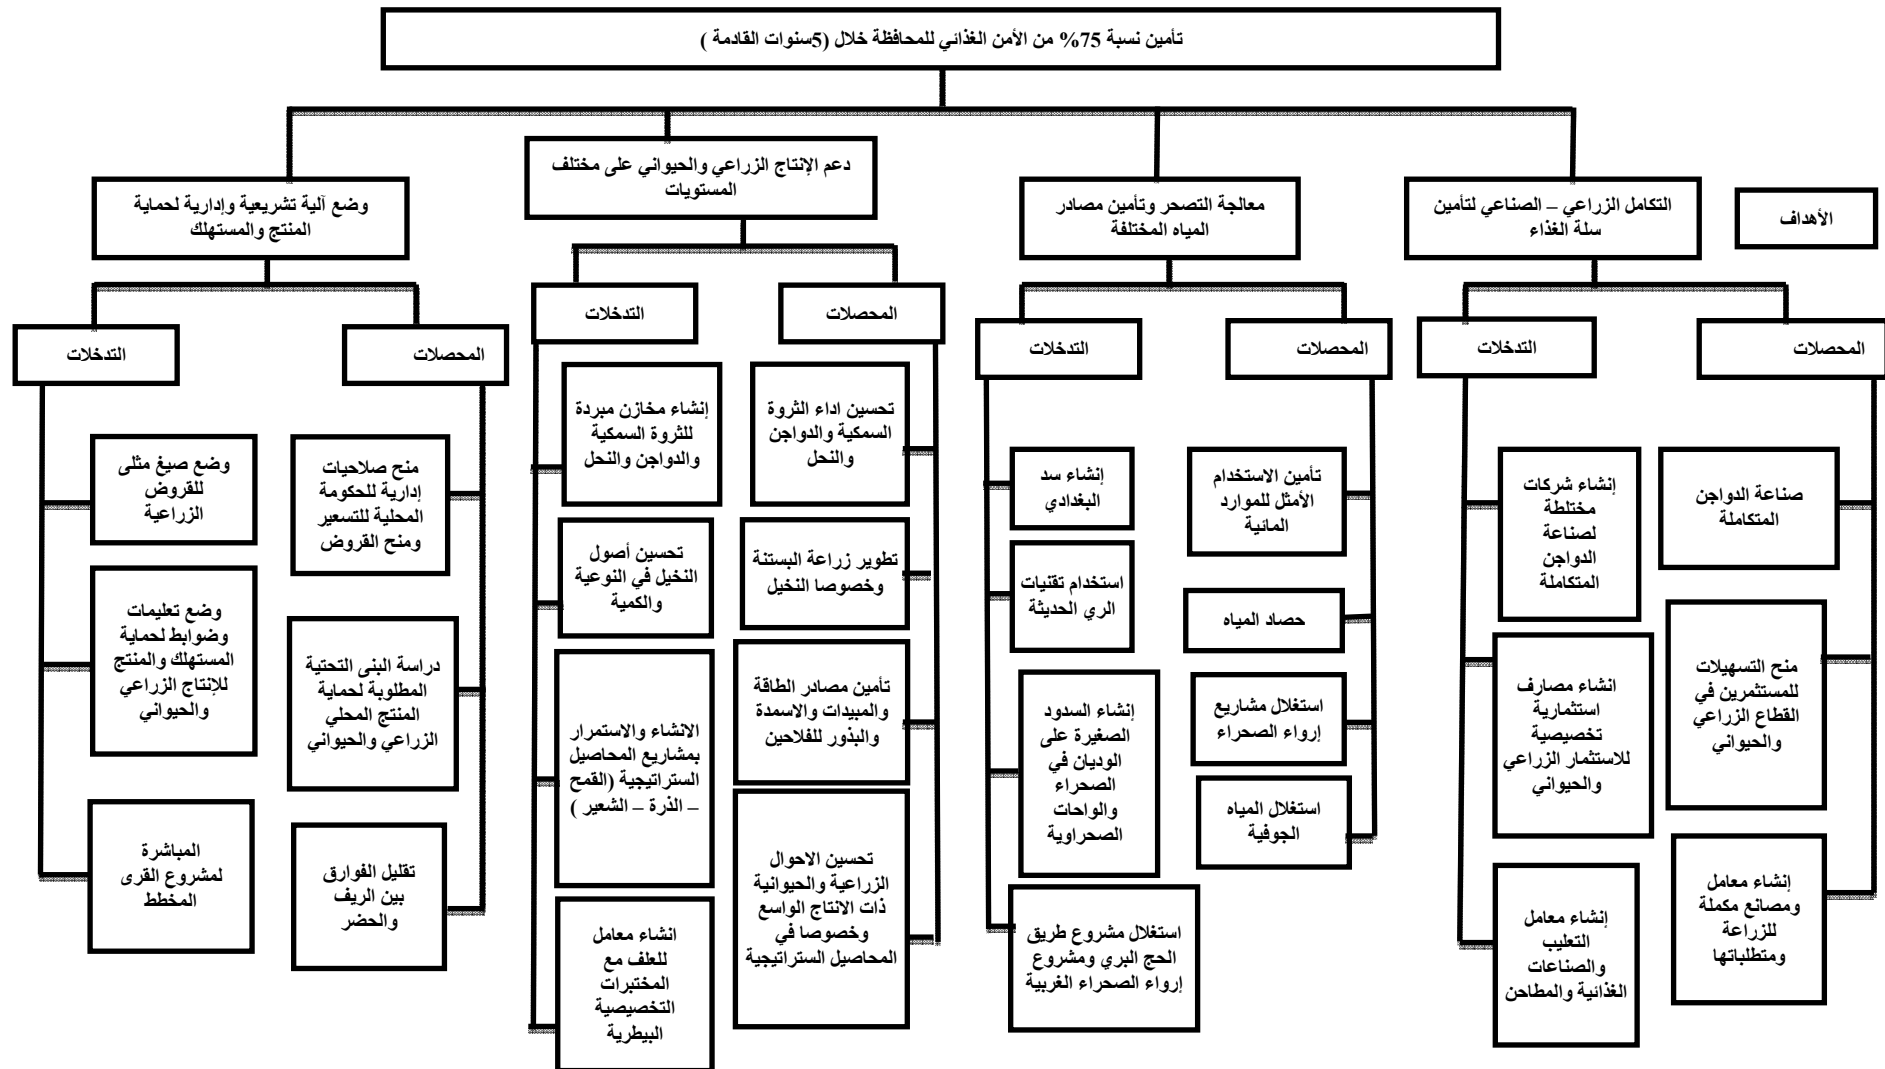 تأمين نسبة 75% من الأمن الغذائي للمحافظة خلال (5سنوات القادمة )
الأهداف
التكامل الزراعي – الصناعي لتأمين
سلة الغذاء
المحصلات
صناعة الدواجن
المتكاملة
منح التسهيلات
للمستثمرين في
القطاع الزراعي
والحيواني
إنشاء معامل
ومصانع مكملة
للزراعة
ومتطلباتها
التدخلات
إنشاء شركات
مختلطة
لصناعة
الدواجن
المتكاملة
انشاء مصارف
استثمارية
تخصيصية
للاستثمار الزراعي
والحيواني
إنشاء معامل
التعليب
والصناعات
الغذائية والمطاحن
معالجة التصحر وتأمين مصادر
المياه المختلفة
المحصلات
تأمين الاستخدام
الأمثل للموارد
المائية
حصاد المياه
استغلال مشاريع
إرواء الصحراء
استغلال المياه
الجوفية
التدخلات
إنشاء سد
البغدادي
استخدام تقنيات
الري الحديثة
إنشاء السدود
الصغيرة على
الوديان في
الصحراء
والواحات
الصحراوية
استغلال مشروع طريق
الحج البري ومشروع
إرواء الصحراء الغربية
دعم الإنتاج الزراعي والحيواني على مختلف
المستويات
المحصلات
تحسين اداء الثروة
السمكية والدواجن
والنحل
تطوير زراعة البستنة
وخصوصا النخيل
تأمين مصادر الطاقة
والمبيدات والاسمدة
والبذور للفلاحين
تحسين الاحوال
الزراعية والحيوانية
ذات الانتاج الواسع
وخصوصا في
المحاصيل الستراتيجية
التدخلات
إنشاء مخازن مبردة
للثروة السمكية
والدواجن والنحل
تحسين أصول
النخيل في النوعية
والكمية
الانشاء والاستمرار
بمشاريع المحاصيل
الستراتيجية (القمح
– الذرة – الشعير )
انشاء معامل
للعلف مع
المختبرات
التخصيصية
البيطرية
وضع آلية تشريعية وإدارية لحماية
المنتج والمستهلك
المحصلات
منح صلاحيات
إدارية للحكومة
المحلية للتسعير
ومنح القروض
دراسة البنى التحتية
المطلوبة لحماية
المنتج المحلي
الزراعي والحيواني
تقليل الفوارق
بين الريف
والحضر
التدخلات
وضع صيغ مثلى
للقروض
الزراعية
وضع تعليمات
وضوابط لحماية
المستهلك والمنتج
للإنتاج الزراعي
والحيواني
المباشرة
لمشروع القرى
المخطط